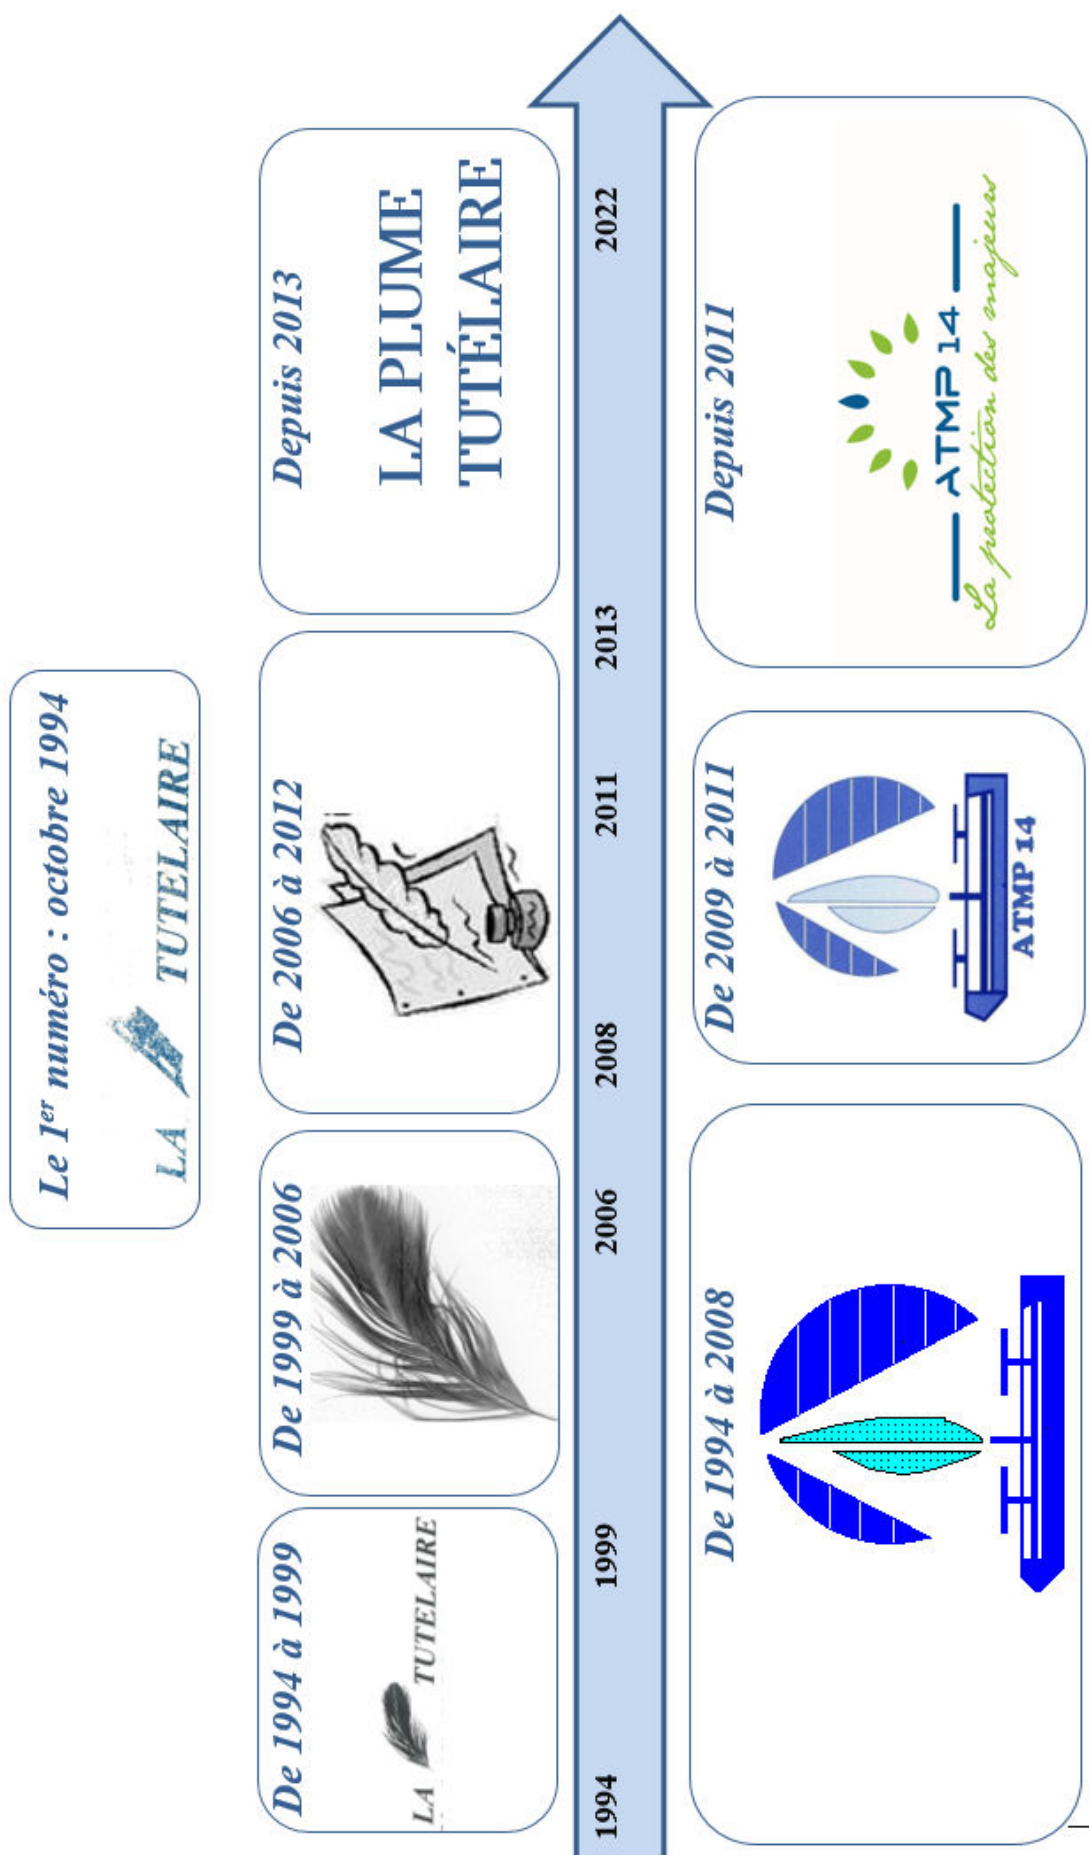 Le 1er numéro : octobre 1994
LA TUTELAIRE
De 1994 à 1999
LA TUTELAIRE
De 1999 à 2006
De 2006 à 2012
Depuis 2013
LA PLUME
TUTÉLAIRE
1994 1999 2006 2008 2011 2013 2022
De 1994 à 2008
De 2009 à 2011
ATMP 14
Depuis 2011
ATMP 14
La protection des majeurs